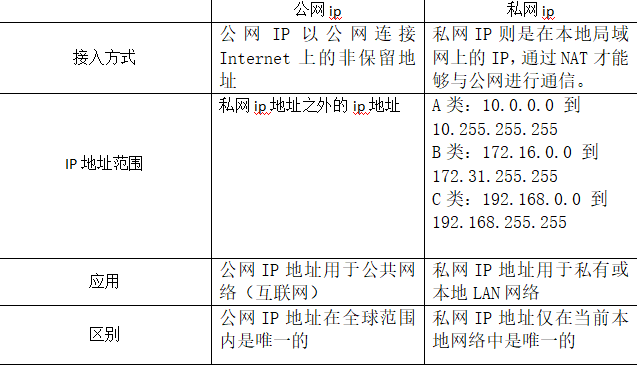 公网 ip
私网 ip
接入方式
公网 IP 以公网连接
Internet 上的非保留地
址
私网 IP 则是在本地局域
网上的 IP，通过 NAT 才能
够与公网进行通信。
IP 地址范围
私网 ip 地址之外的 ip 地址
A 类：10.0.0.0 到
10.255.255.255
B 类：172.16.0.0 到
172.31.255.255
C 类：192.168.0.0 到
192.168.255.255
应用
公网 IP 地址用于公共网
络（互联网）
私网 IP 地址用于私有或
本地 LAN 网络
区别
公网 IP 地址在全球范围
内是唯一的
私网 IP 地址仅在当前本
地网络中是唯一的